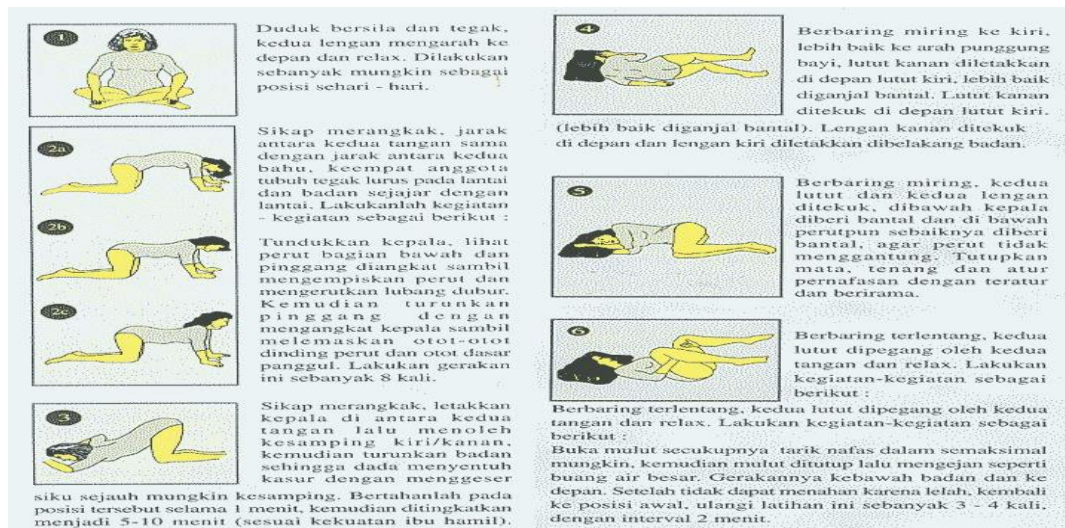 1
Duduk bersila dan tegak,
kedua lengan mengarah ke
depan dan relax. Dilakukan
sebanyak mungkin sebagai
posisi sehari - hari.
2a
2b
2c
Sikap merangkak, jarak
antara kedua tangan sama
dengan jarak antara kedua
bahu, keempat anggota
tubuh tegak lurus pada lantai
dan badan sejajar dengan
lantai. Lakukanlah kegiatan
- kegiatan sebagai berikut :
Tundukkan kepala, lihat
perut bagian bawah dan
pinggang diangkat sambil
mengempiskan perut dan
mengerutkan lubang dubur.
Kemudian turunkan
pinggang dengan
mengangkat kepala sambil
melemaskan otot-otot
dinding perut dan otot dasar
panggul. Lakukan gerakan
ini sebanyak 8 kali.
3
Sikap merangkak, letakkan
kepala di antara kedua
tangan lalu menoleh
kesamping kiri/kanan,
kemudian turunkan badan
sehingga dada menyentuh
kasur dengan menggeser
siku sejauh mungkin kesamping. Bertahanlah pada
posisi tersebut selama 1 menit, kemudian ditingkatkan
menjadi 5-10 menit (sesuai kekuatan ibu hamil).
4
Berbaring miring ke kiri,
lebih baik ke arah punggung
bayi, lutut kanan diletakkan
di depan lutut kiri, lebih baik
diganjal bantal. Lutut kanan
ditekuk di depan lutut kiri.
(lebih baik diganjal bantal). Lengan kanan ditekuk
di depan dan lengan kiri diletakkan dibelakang badan.
5
Berbaring miring, kedua
lutut dan kedua lengan
ditekuk, dibawah kepala
diberi bantal dan di bawah
perutpun sebaiknya diberi
bantal, agar perut tidak
menggantung. Tutupkan
mata, tenang dan atur
pernafasan dengan teratur
dan berirama.
6
Berbaring terlentang, kedua
lutut dipegang oleh kedua
tangan dan relax. Lakukan
kegiatan-kegiatan sebagai
berikut :
Berbaring terlentang, kedua lutut dipegang oleh kedua
tangan dan relax. Lakukan kegiatan-kegiatan sebagai
berikut :
Buka mulut secukupnya tarik nafas dalam semaksimal
mungkin, kemudian mulut ditutup lalu mengejan seperti
buang air besar. Gerakannya kebawah badan dan ke
depan. Setelah tidak dapat menahan karena lelah, kembali
ke posisi awal, ulangi latihan ini sebanyak 3 - 4 kali,
dengan interval 2 menit.